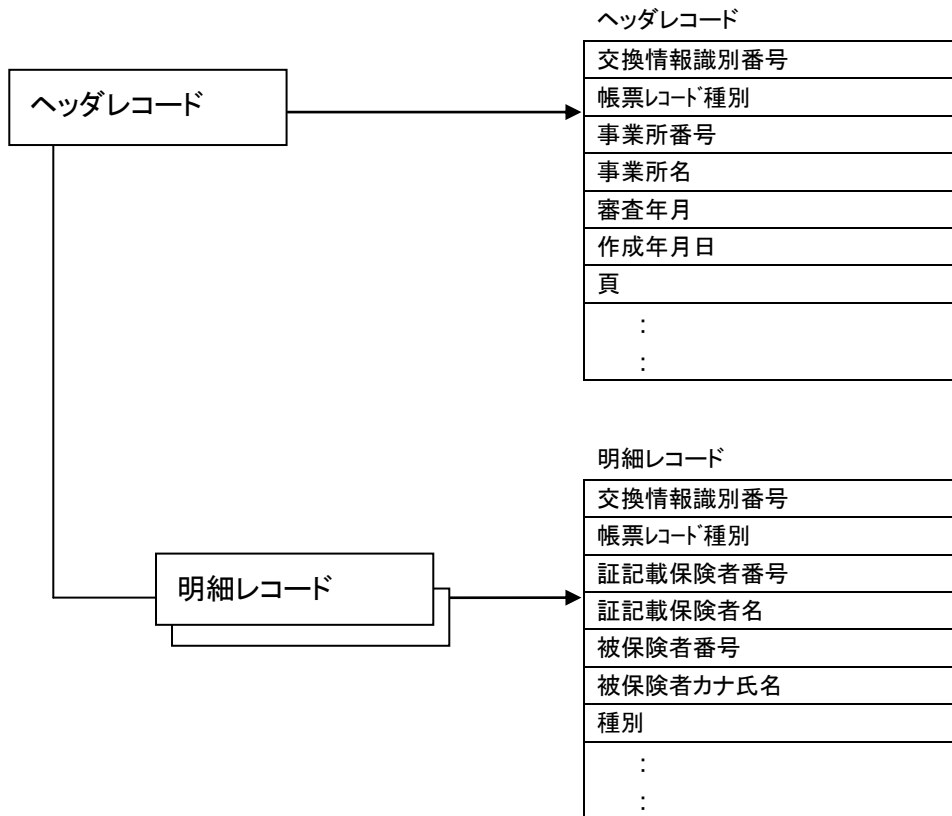 ヘッダレコード
ヘッダレコード
交換情報識別番号
帳票ﾚｺｰﾄﾞ種別
事業所番号
事業所名
審査年月
作成年月日
頁
：
：
明細レコード
明細レコード
交換情報識別番号
帳票ﾚｺｰﾄﾞ種別
証記載保険者番号
証記載保険者名
被保険者番号
被保険者カナ氏名
種別
：
：